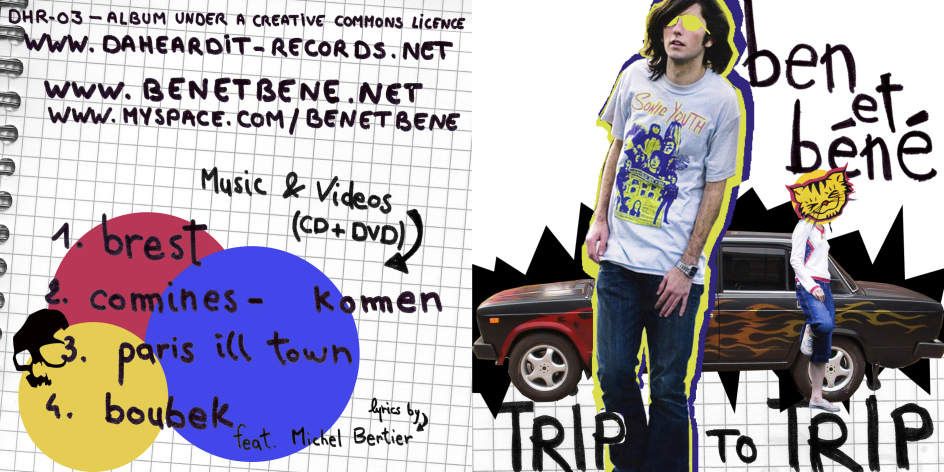 DHR-03 – ALBUM UNDER A CREATIVE COMMONS LICENCE
WWW.DAHEARDIT-RECORDS.NET
WWW.BENETBENE.NET
WWW.MYSPACE.COM/BENETBENE
Music & Videos
(CD+DVD)
1. brest
2. comines - komen
3. paris ill town
4. boubek
lyrics by
feat. Michel Bertier
ben
et
béné
SONIC YOUTH
TRIP TO TRIP